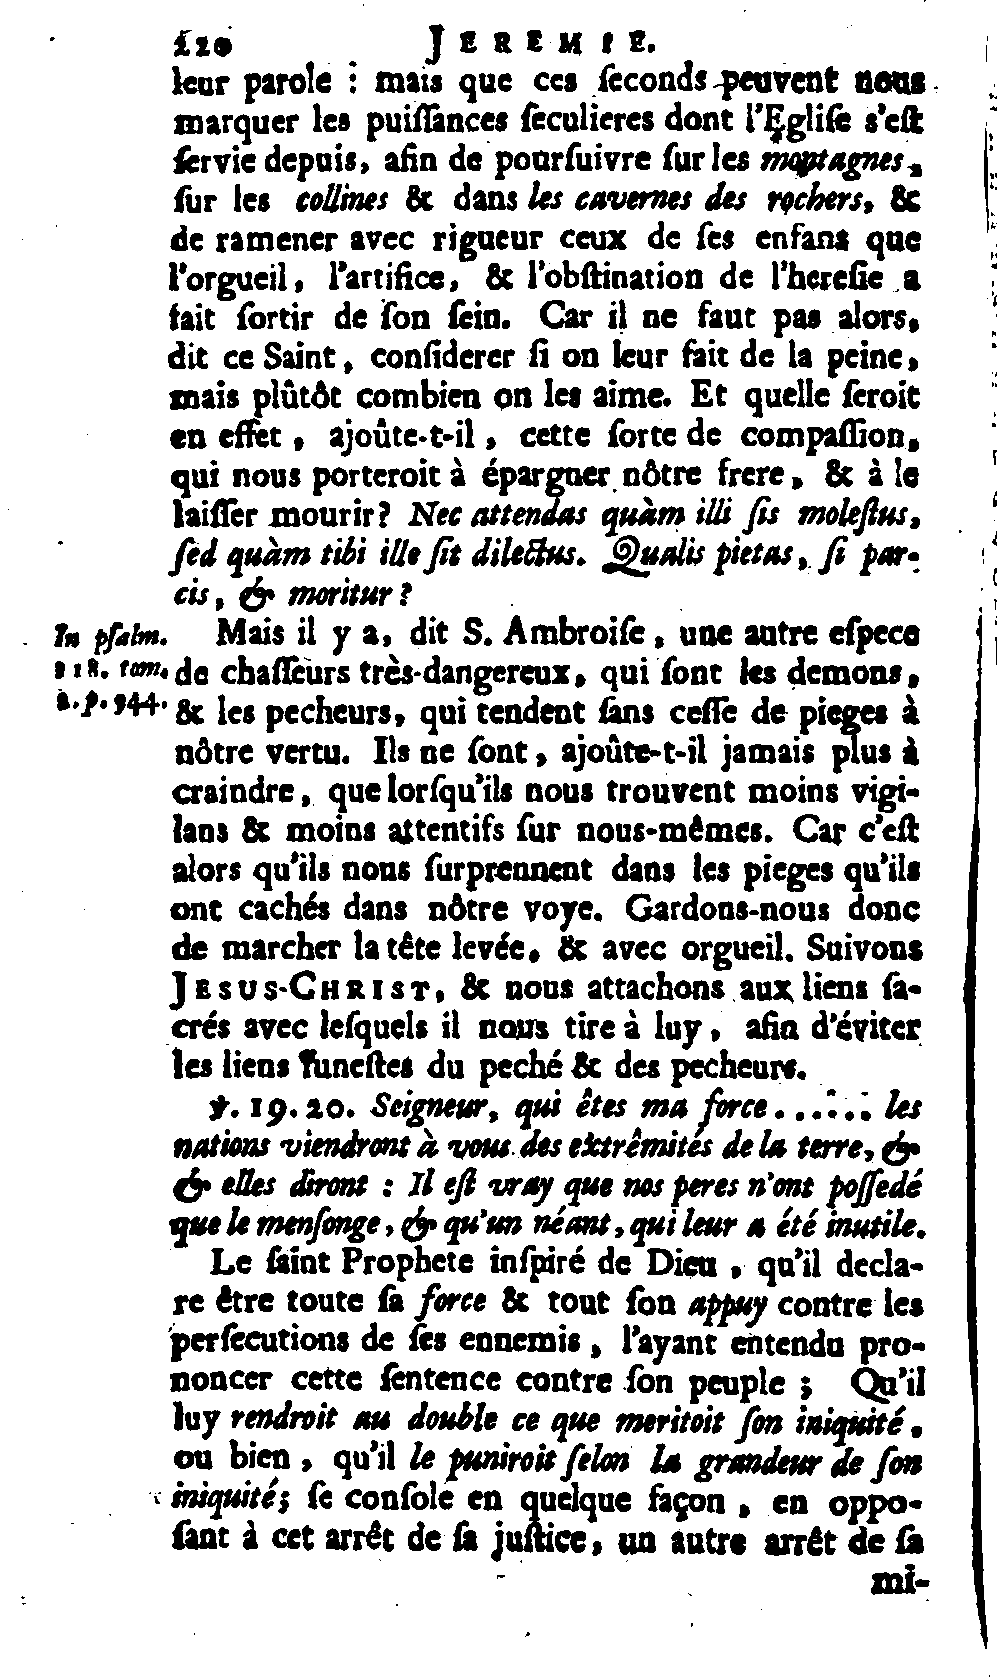 120 JEREMIE.
leur parole : mais que ces ſeconds peuvent nous
marquer les puiſſances ſeculieres dont l'Egliſe s'eſt
ſervie depuis, afin de pourſuivre ſur les montagnes,
ſur les collines & dans les cavernes des rochers, &
de ramener avec rigueur ceux de ſes enfans que
l'orgueil, l'artifice, & l'obſtination de l'hereſie a
fait ſortir de ſon ſein. Car il ne faut pas alors,
dit ce Saint, conſiderer ſi on leur fait de la peine,
mais plûtôt combien on les aime. Et quelle ſeroit
en effet, ajoûte-t-il, cette ſorte de compaſſion,
qui nous porteroit à épargner nôtre frere, & à le
laiſſer mourir? Nec attendas quàm illi ſis moleſtus,
ſed quàm tibi ille ſit dilectus. Qualis pietas, ſi par-
cis, & moritur?
In pſalm.
118. tom.
2. p. 944.
Mais il y a, dit S. Ambroiſe, une autre eſpece
de chaſſeurs très-dangereux, qui ſont les demons,
& les pecheurs, qui tendent ſans ceſſe de pieges à
nôtre vertu. Ils ne ſont, ajoûte-t-il jamais plus à
craindre, que lorſqu'ils nous trouvent moins vigi-
lans & moins attentifs ſur nous-mêmes. Car c'eſt
alors qu'ils nous ſurprennent dans les pieges qu'ils
ont cachés dans nôtre voye. Gardons-nous donc
de marcher la tête levée, & avec orgueil. Suivons
JESUS-CHRIST, & nous attachons aux liens ſa-
crés avec leſquels il nous tire à luy, afin d'éviter
les liens funeſtes du peché & des pecheurs.
℣. 19. 20. Seigneur, qui êtes ma force...... les
nations viendront à vous des extrêmités de la terre, &
& elles diront : Il eſt vray que nos peres n'ont poſſedé
que le menſonge, & qu'un néant, qui leur a été inutile.
Le ſaint Prophete inſpiré de Dieu, qu'il decla-
re être toute ſa force & tout ſon appuy contre les
perſecutions de ſes ennemis, l'ayant entendu pro-
noncer cette ſentence contre ſon peuple ; Qu'il
luy rendroit au double ce que meritoit ſon iniquité,
ou bien, qu'il le puniroit ſelon la grandeur de ſon
iniquité; ſe conſole en quelque façon, en oppo-
ſant à cet arrêt de ſa juſtice, un autre arrêt de ſa
mi-